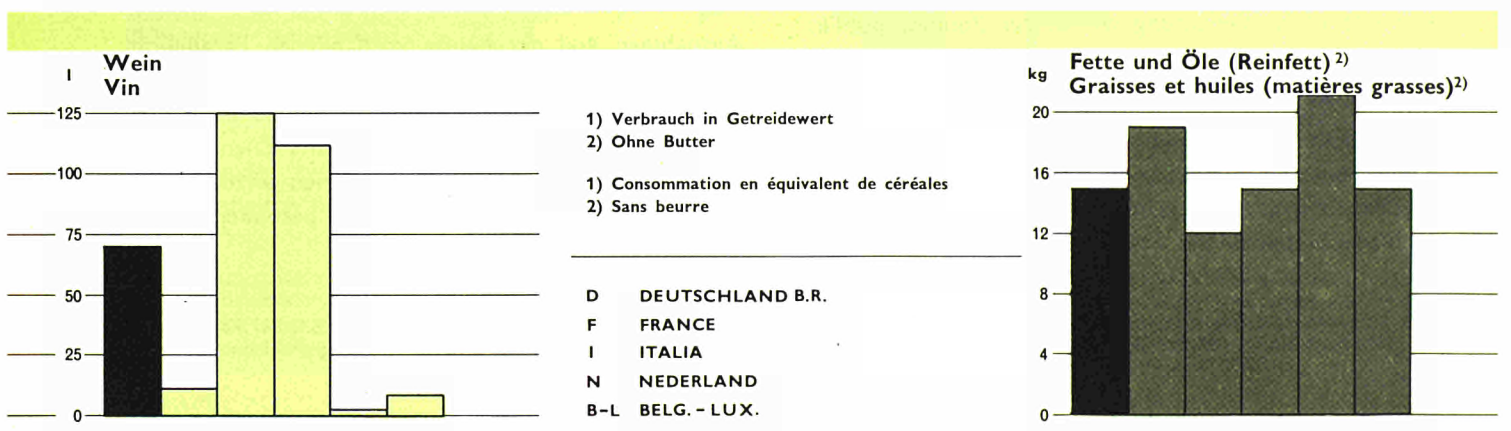 l
Wein
Vin
125
100
75
50
25
0
1) Verbrauch in Getreidewert
2) Ohne Butter
1) Consommation en équivalent de céréales
2) Sans beurre
D DEUTSCHLAND B.R.
F FRANCE
I ITALIA
N NEDERLAND
B-L BELG. - LUX.
kg
Fette und Öle (Reinfett) 2)
Graisses et huiles (matières grasses)2)
20
16
12
8
4
0